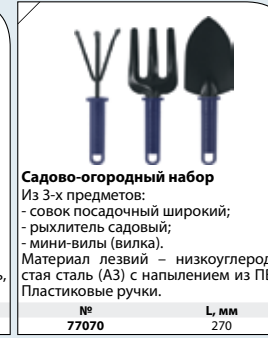 Садово-огородный набор
Из 3-х предметов:
- совок посадочный широкий;
- рыхлитель садовый;
- мини-вилы (вилка).
Материал лезвий – низкоуглерод
стая сталь (А3) с напылением из ПВ
Пластиковые ручки.
№ L, мм
77070 270